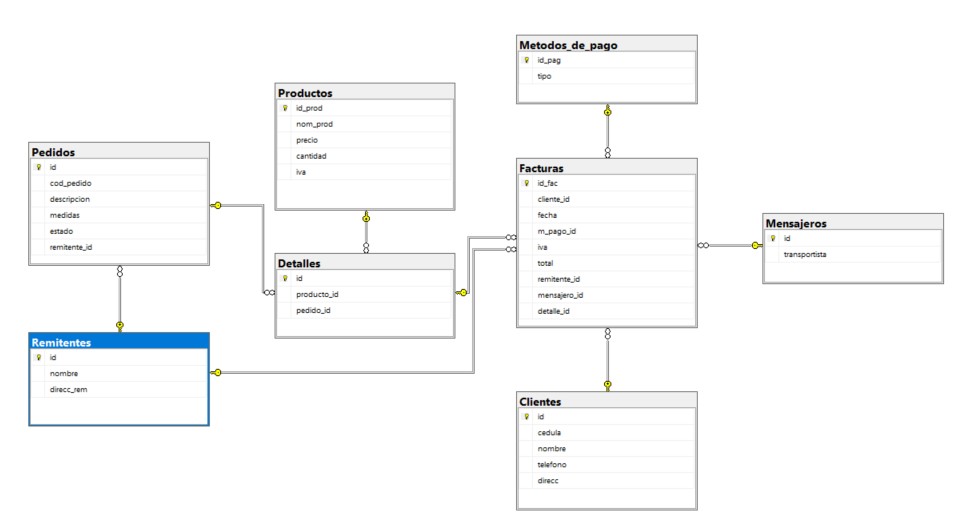 Metodos_de_pago
id_pag
tipo
Productos
id_prod
nom_prod
precio
cantidad
iva
Pedidos
id
cod_pedido
descripcion
medidas
estado
remitente_id
Facturas
id_fac
cliente_id
fecha
m_pago_id
iva
total
remitente_id
mensajero_id
detalle_id
Mensajeros
id
transportista
Detalles
id
producto_id
pedido_id
Remitentes
id
nombre
direcc_rem
Clientes
id
cedula
nombre
telefono
direcc